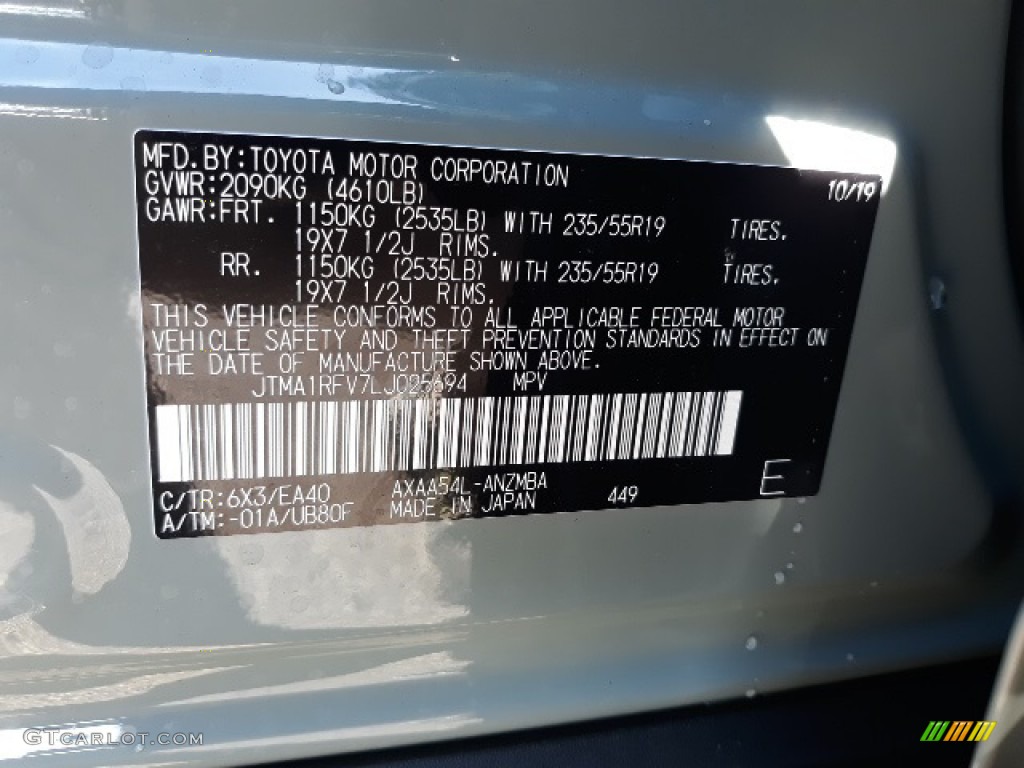 MFD.BY:TOYOTA MOTOR CORPORATION 10/19
GVWR:2090KG (4610LB)
GAWR:FRT. 1150KG (2535LB) WITH 235/55R19 TIRES.
19X7 1/2J RIMS.
RR. 1150KG (2535LB) WITH 235/55R19 TIRES.
19X7 1/2J RIMS.
THIS VEHICLE CONFORMS TO ALL APPLICABLE FEDERAL MOTOR
VEHICLE SAFETY AND THEFT PREVENTION STANDARDS IN EFFECT ON
THE DATE OF MANUFACTURE SHOWN ABOVE.
JTMA1RFV7LJ025694 MPV
C/TR:6X3/EA40 AXAA54L-ANZMBA 449 E
A/TM:-01A/UB80F MADE IN JAPAN
GTCARLOT.COM